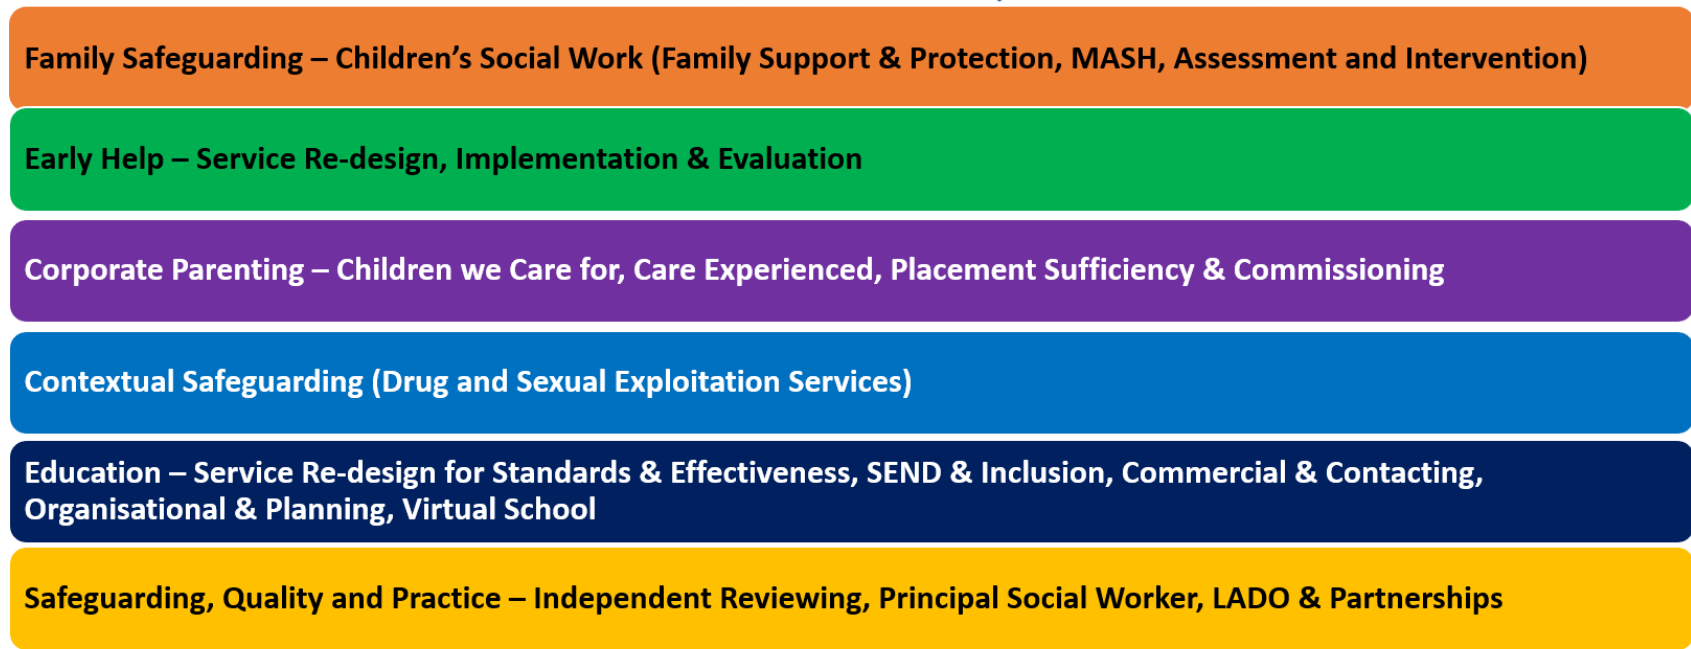 Family Safeguarding – Children’s Social Work (Family Support & Protection, MASH, Assessment and Intervention)
Early Help – Service Re-design, Implementation & Evaluation
Corporate Parenting – Children we Care for, Care Experienced, Placement Sufficiency & Commissioning
Contextual Safeguarding (Drug and Sexual Exploitation Services)
Education – Service Re-design for Standards & Effectiveness, SEND & Inclusion, Commercial & Contacting,
Organisational & Planning, Virtual School
Safeguarding, Quality and Practice – Independent Reviewing, Principal Social Worker, LADO & Partnerships